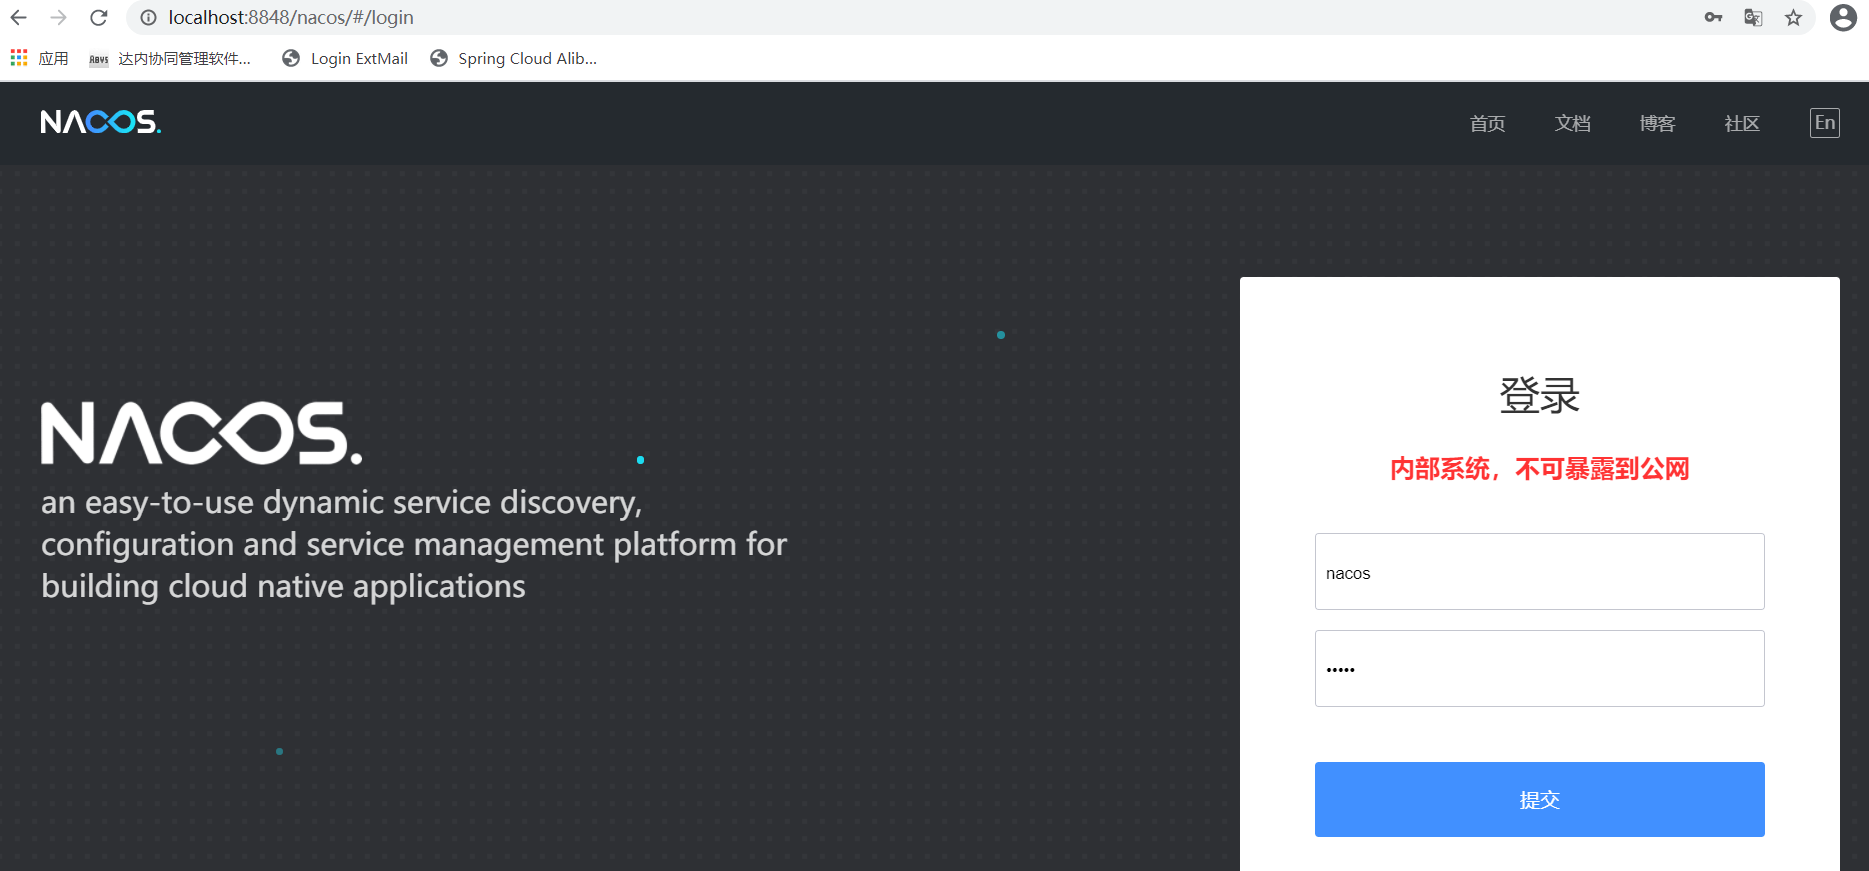 localhost:8848/nacos/#/login
应用
达内协同管理软件...
Login ExtMail
Spring Cloud Alib...
NACOS.
首页
文档
博客
社区
En
NACOS.
an easy-to-use dynamic service discovery,
configuration and service management platform for
building cloud native applications
登录
内部系统，不可暴露到公网
nacos
•••••
提交